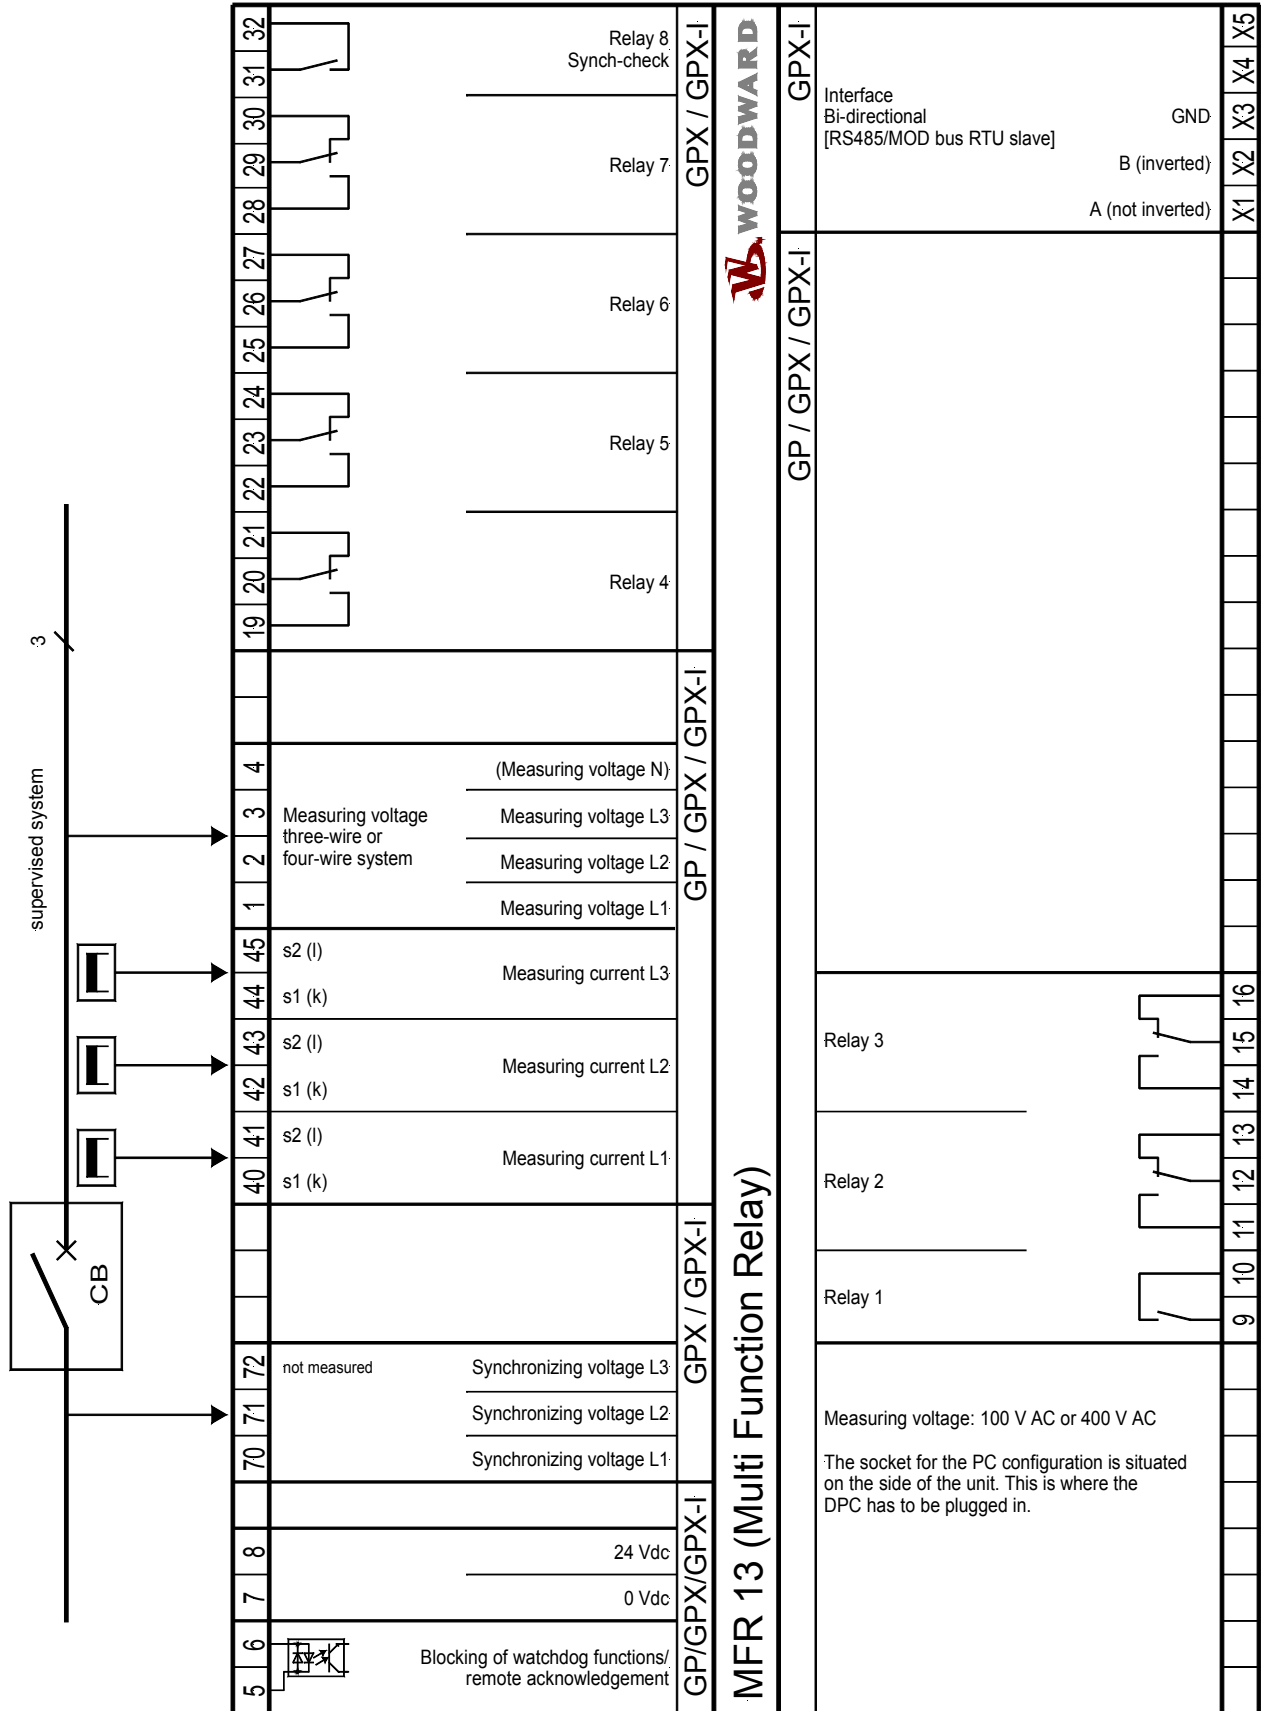 32
31
30
29
28
27
26
25
24
23
22
21
20
19
4
3
2
1
45
44
43
42
41
40
72
71
70
8
7
6
5
Relay 8
Synch-check
Relay 7
Relay 6
Relay 5
Relay 4
(Measuring voltage N)
Measuring voltage L3
Measuring voltage L2
Measuring voltage L1
Measuring voltage
three-wire or
four-wire system
s2 (l)
s1 (k)
Measuring current L3
s2 (l)
s1 (k)
Measuring current L2
s2 (l)
s1 (k)
Measuring current L1
not measured
Synchronizing voltage L3
Synchronizing voltage L2
Synchronizing voltage L1
24 Vdc
0 Vdc
Blocking of watchdog functions/
remote acknowledgement
GPX / GPX-I
GP / GPX / GPX-I
GPX / GPX-I
GP/GPX/GPX-I
3
supervised system
CB
W WOODWARD
MFR 13 (Multi Function Relay)
GPX-I
GP / GPX / GPX-I
Interface
Bi-directional
[RS485/MOD bus RTU slave]
GND
B (inverted)
A (not inverted)
X5
X4
X3
X2
X1
Relay 3
Relay 2
Relay 1
16
15
14
13
12
11
10
9
Measuring voltage: 100 V AC or 400 V AC
The socket for the PC configuration is situated
on the side of the unit. This is where the
DPC has to be plugged in.